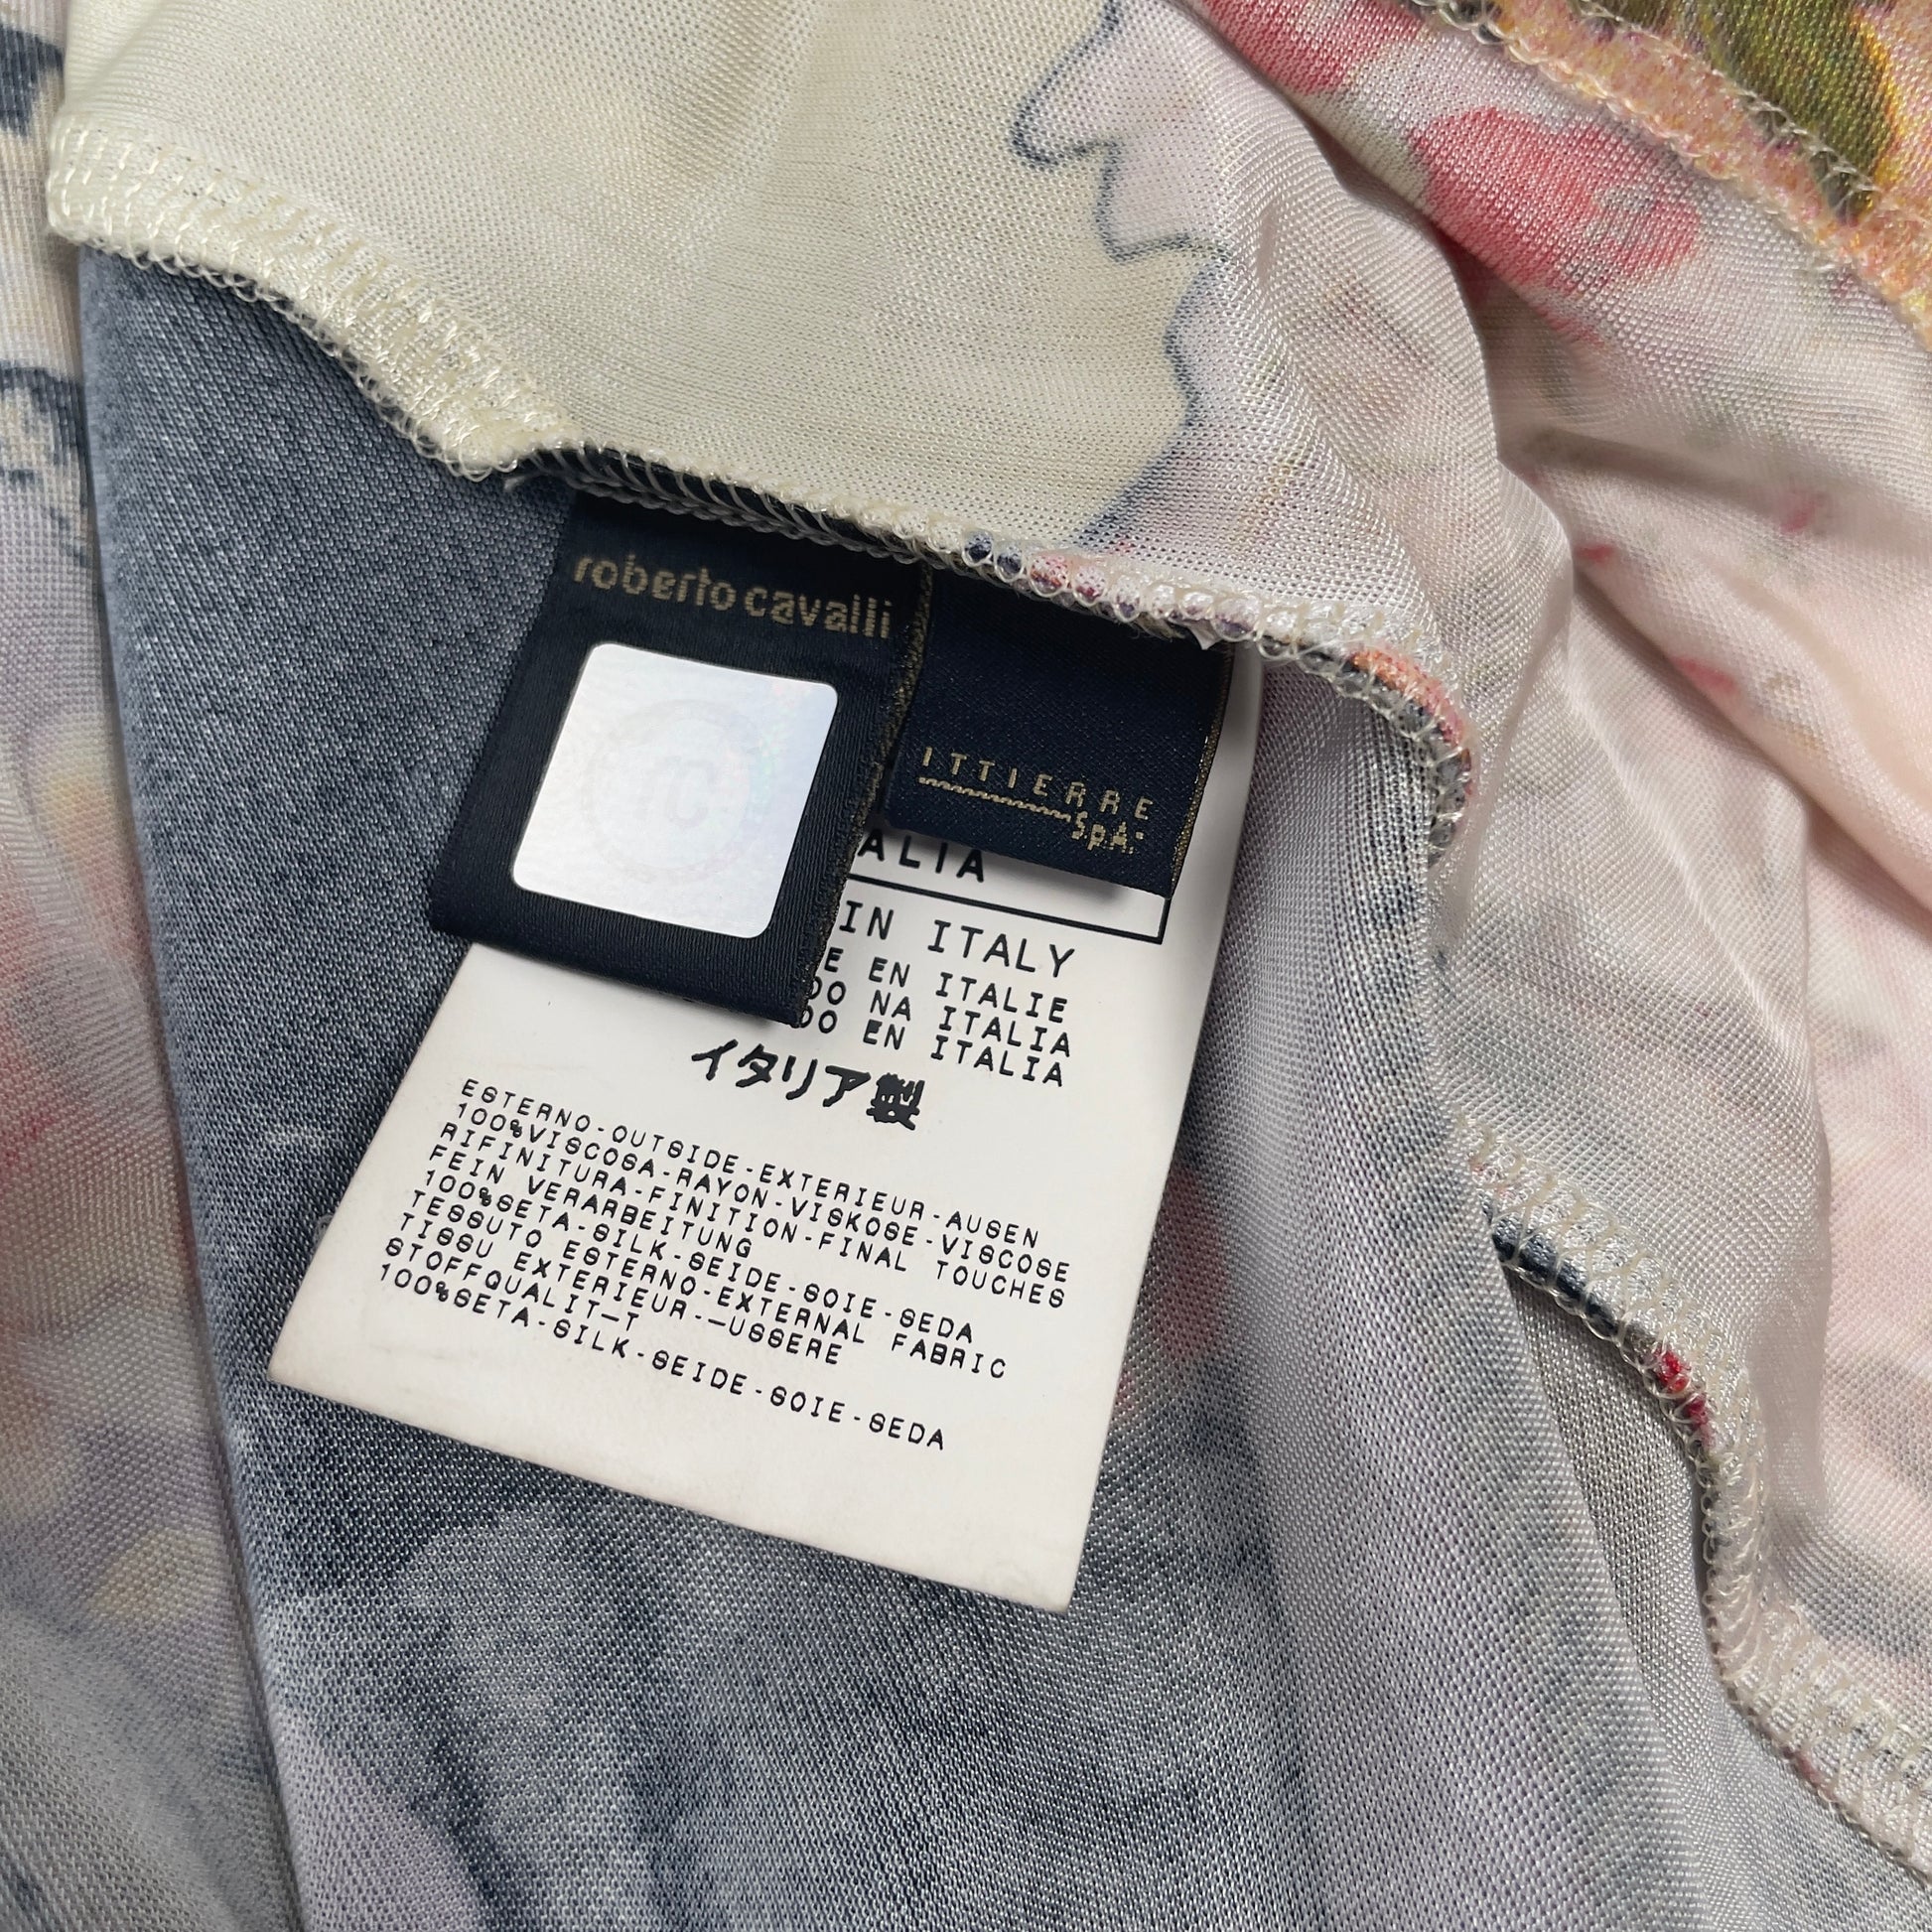 roberto cavalli
ITTIERRE
S.p.A.
ALIA
IN ITALY
E EN ITALIE
DO NA ITALIA
DO EN ITALIA
イタリア製
ESTERNO-OUTSIDE-EXTERIEUR-AUSEN
100%VISCOSA-RAYON-VISKOSE-VISCOSE
RIFINITURA-FINITION-FINAL TOUCHES
FEIN VERARBEITUNG
100%SETA-SILK-SEIDE-SOIE-SEDA
TESSUTO ESTERNO-EXTERNAL FABRIC
TISSU EXTERIEUR-—USSERE
STOFFQUALIT—T
100%SETA-SILK-SEIDE-SOIE-SEDA